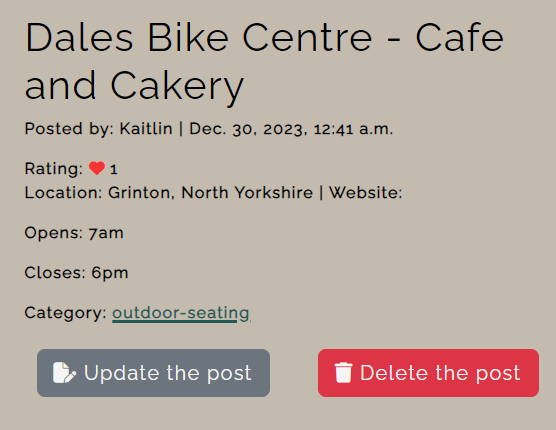 Dales Bike Centre - Cafe
and Cakery
Posted by: Kaitlin | Dec. 30, 2023, 12:41 a.m.
Rating: 1
Location: Grinton, North Yorkshire | Website:
Opens: 7am
Closes: 6pm
Category: outdoor-seating
Update the post
Delete the post